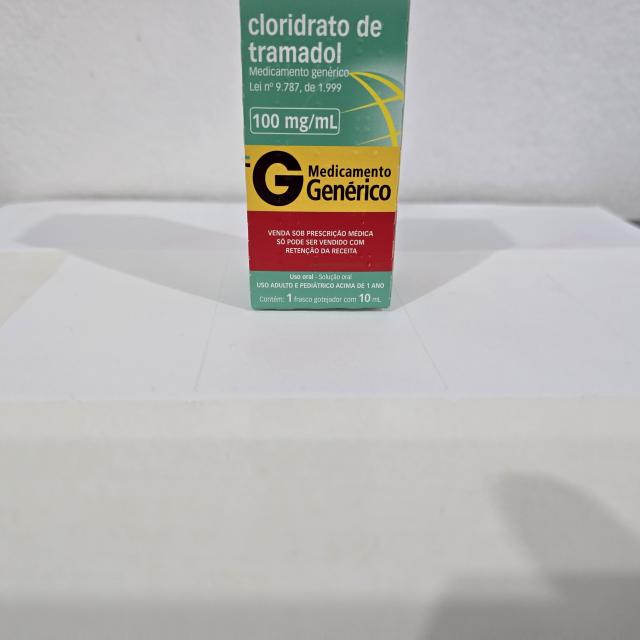 cloridrato de
tramadol
Medicamento genérico
Lei nº 9.787, de 1.999
100 mg/mL
G Medicamento
Genérico
VENDA SOB PRESCRIÇÃO MÉDICA
SÓ PODE SER VENDIDO COM
RETENÇÃO DA RECEITA
Uso oral - Solução oral
USO ADULTO E PEDIÁTRICO ACIMA DE 1 ANO
Contém: 1 frasco gotejador com 10 mL